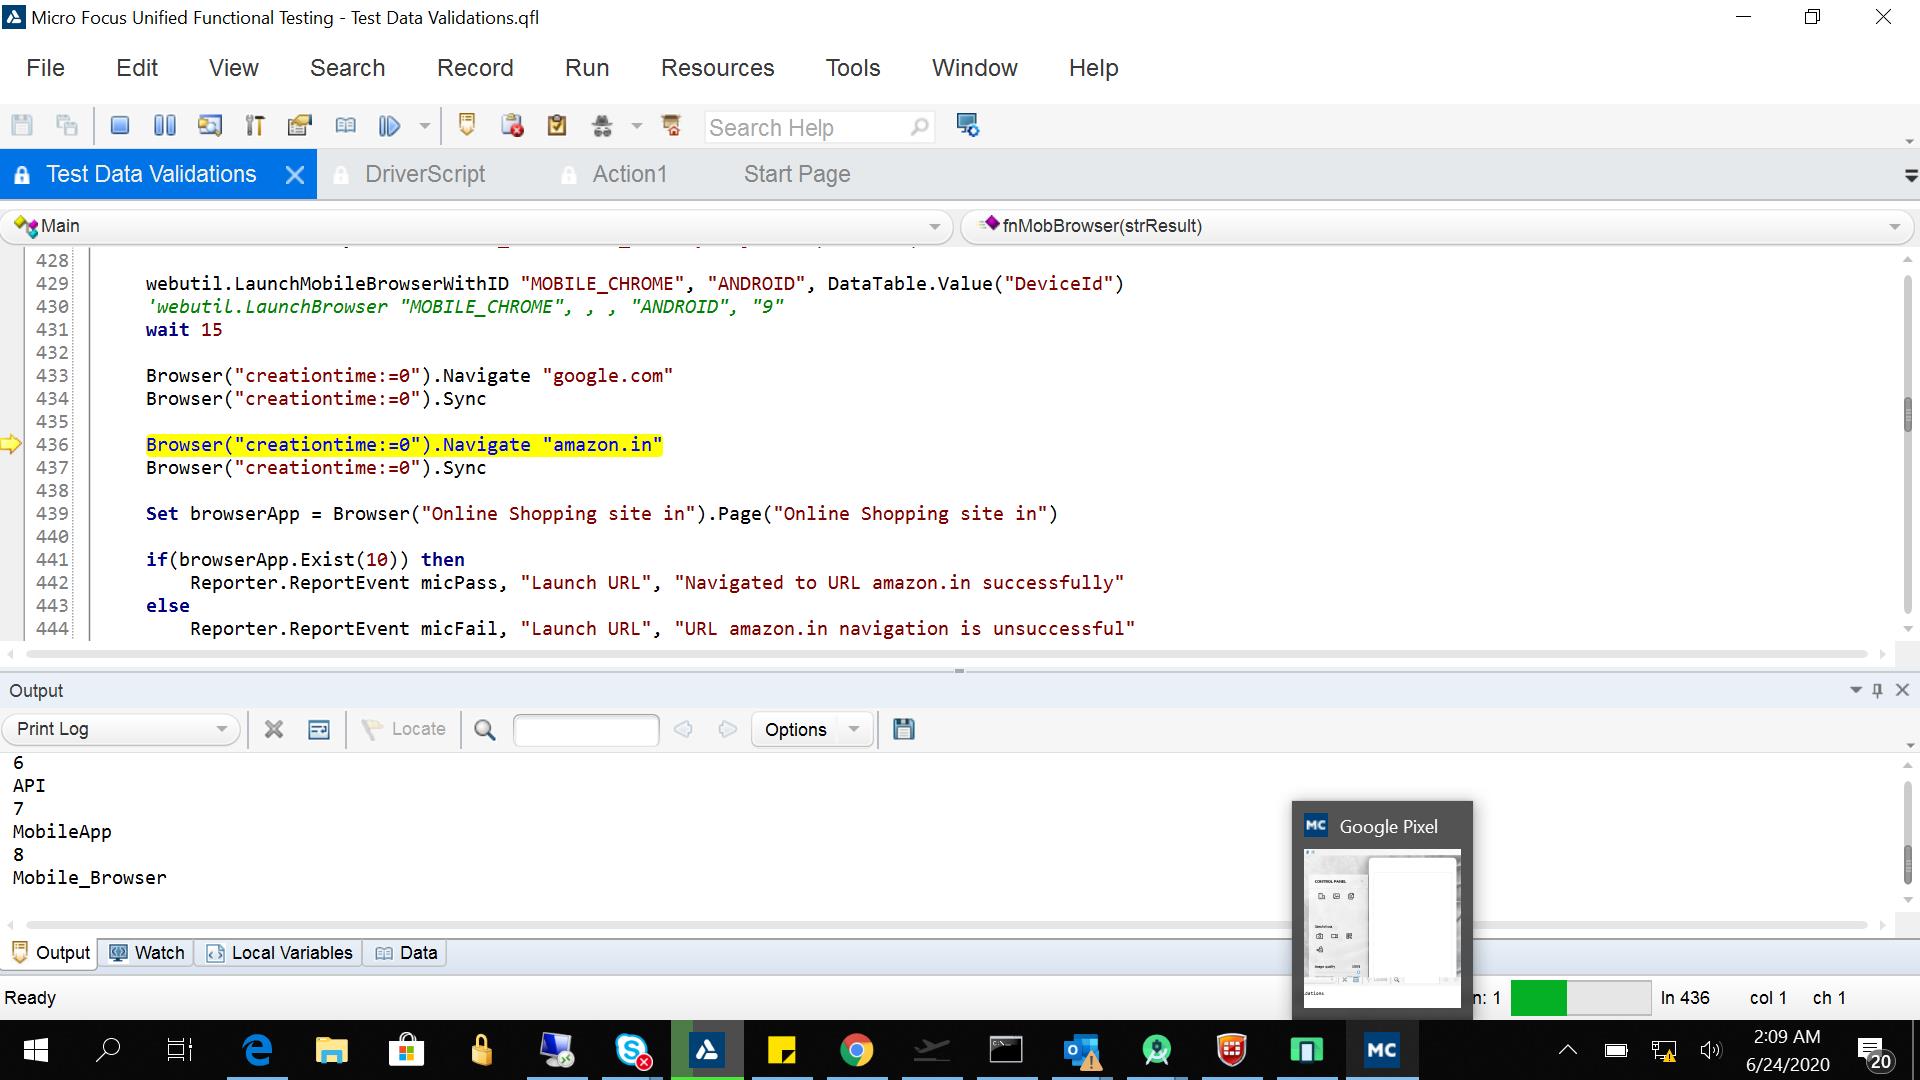 Micro Focus Unified Functional Testing - Test Data Validations.qfl
File Edit View Search Record Run Resources Tools Window Help
Search Help
Test Data Validations DriverScript Action1 Start Page
Main fnMobBrowser(strResult)
428
429 webutil.LaunchMobileBrowserWithID "MOBILE_CHROME", "ANDROID", DataTable.Value("DeviceId")
430 'webutil.LaunchBrowser "MOBILE_CHROME", , , "ANDROID", "9"
431 wait 15
432
433 Browser("creationtime:=0").Navigate "google.com"
434 Browser("creationtime:=0").Sync
435
436 Browser("creationtime:=0").Navigate "amazon.in"
437 Browser("creationtime:=0").Sync
438
439 Set browserApp = Browser("Online Shopping site in").Page("Online Shopping site in")
440
441 if(browserApp.Exist(10)) then
442 Reporter.ReportEvent micPass, "Launch URL", "Navigated to URL amazon.in successfully"
443 else
444 Reporter.ReportEvent micFail, "Launch URL", "URL amazon.in navigation is unsuccessful"
Output
Print Log Locate Options
6
API
7
MobileApp
8
Mobile_Browser
MC Google Pixel
CONTROL PANEL
Output Watch Local Variables Data
Ready n: 1 ln 436 col 1 ch 1
MC
2:09 AM
6/24/2020
20